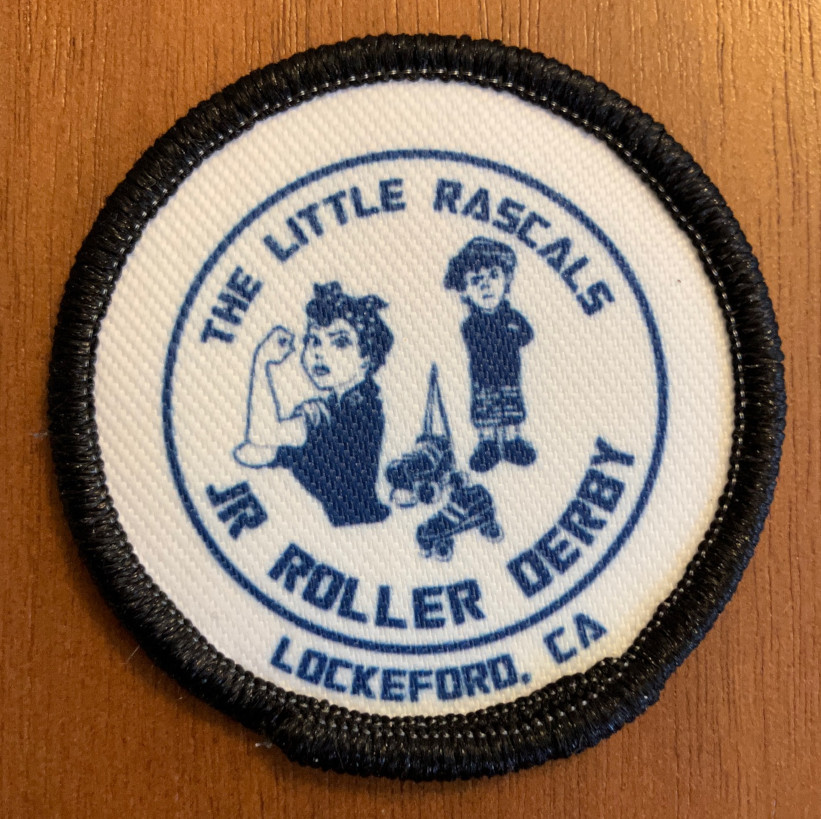 THE LITTLE RASCALS
JR ROLLER DERBY
LOCKEFORD, CA